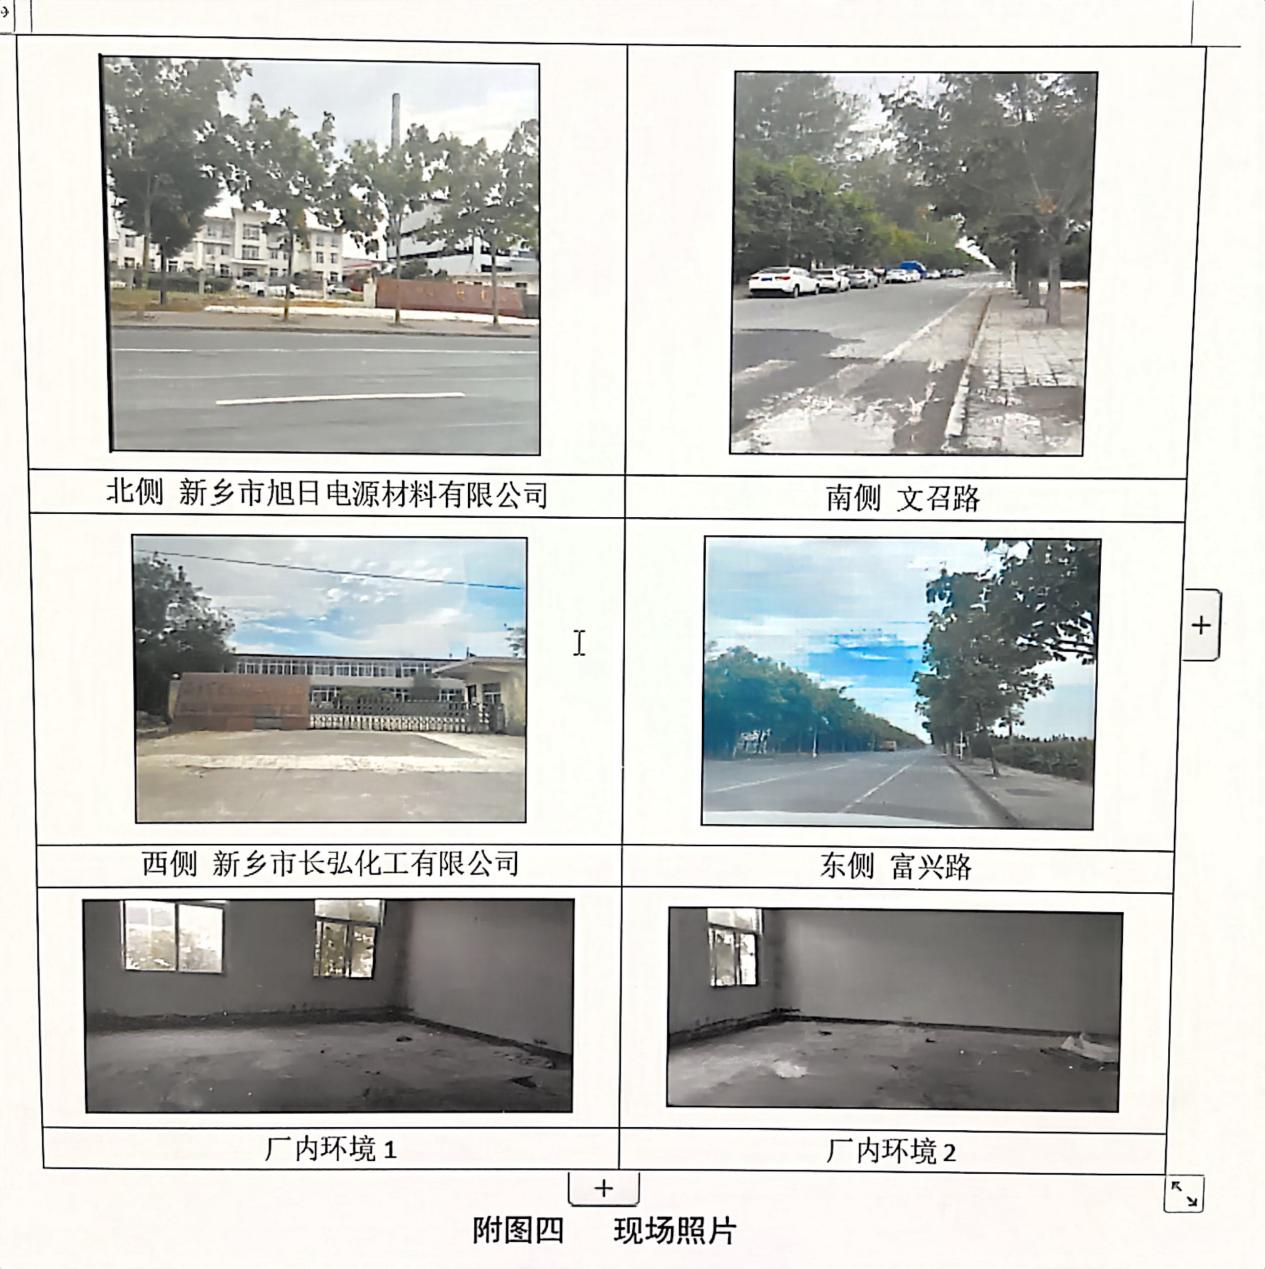 北侧 新乡市旭日电源材料有限公司
南侧 文召路
西侧 新乡市长弘化工有限公司
东侧 富兴路
厂内环境 1
厂内环境 2
附图四 现场照片